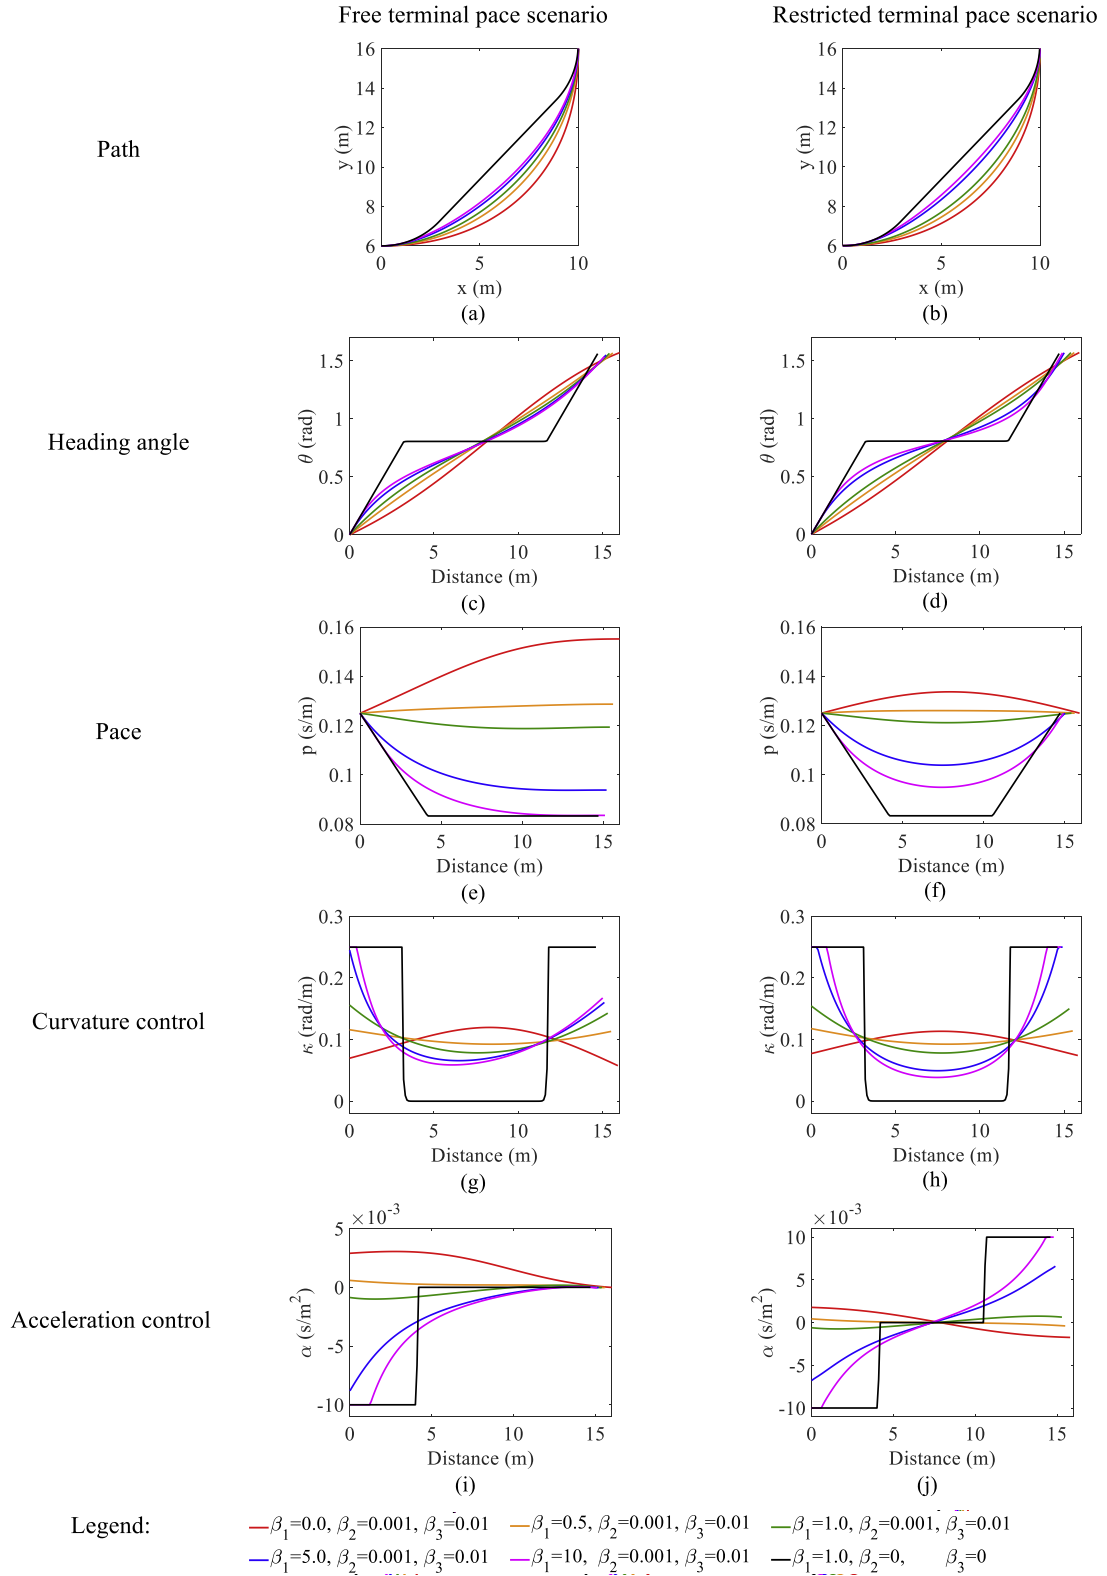 Free terminal pace scenario
Restricted terminal pace scenario
Path
16
14
12
10
8
6
y (m)
0
5
10
x (m)
(a)
16
14
12
10
8
6
y (m)
0
5
10
x (m)
(b)
Heading angle
1.5
1
0.5
0
θ (rad)
0
5
10
15
Distance (m)
(c)
1.5
1
0.5
0
θ (rad)
0
5
10
15
Distance (m)
(d)
Pace
0.16
0.14
0.12
0.1
0.08
p (s/m)
0
5
10
15
Distance (m)
(e)
0.16
0.14
0.12
0.1
0.08
p (s/m)
0
5
10
15
Distance (m)
(f)
Curvature control
0.3
0.2
0.1
0
κ (rad/m)
0
5
10
15
Distance (m)
(g)
0.3
0.2
0.1
0
κ (rad/m)
0
5
10
15
Distance (m)
(h)
Acceleration control
×10⁻³
5
0
-5
-10
α (s/m²)
0
5
10
15
Distance (m)
(i)
×10⁻³
10
5
0
-5
-10
α (s/m²)
0
5
10
15
Distance (m)
(j)
Legend:
β₁=0.0, β₂=0.001, β₃=0.01
β₁=0.5, β₂=0.001, β₃=0.01
β₁=1.0, β₂=0.001, β₃=0.01
β₁=5.0, β₂=0.001, β₃=0.01
β₁=10, β₂=0.001, β₃=0.01
β₁=1.0, β₂=0, β₃=0